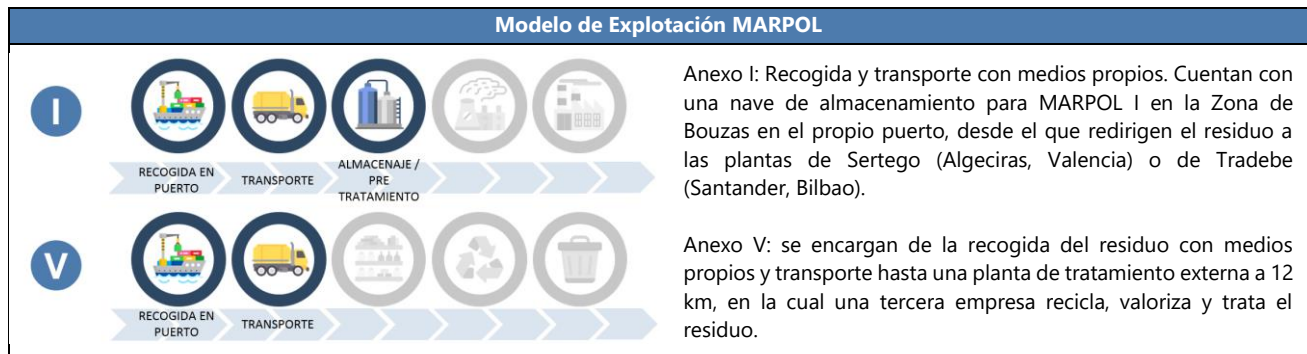 Modelo de Explotación MARPOL
I
RECOGIDA EN
PUERTO
TRANSPORTE
ALMACENAJE /
PRE
TRATAMIENTO
Anexo I: Recogida y transporte con medios propios. Cuentan con
una nave de almacenamiento para MARPOL I en la Zona de
Bouzas en el propio puerto, desde el que redirigen el residuo a
las plantas de Sertego (Algeciras, Valencia) o de Tradebe
(Santander, Bilbao).
V
RECOGIDA EN
PUERTO
TRANSPORTE
Anexo V: se encargan de la recogida del residuo con medios
propios y transporte hasta una planta de tratamiento externa a 12
km, en la cual una tercera empresa recicla, valoriza y trata el
residuo.